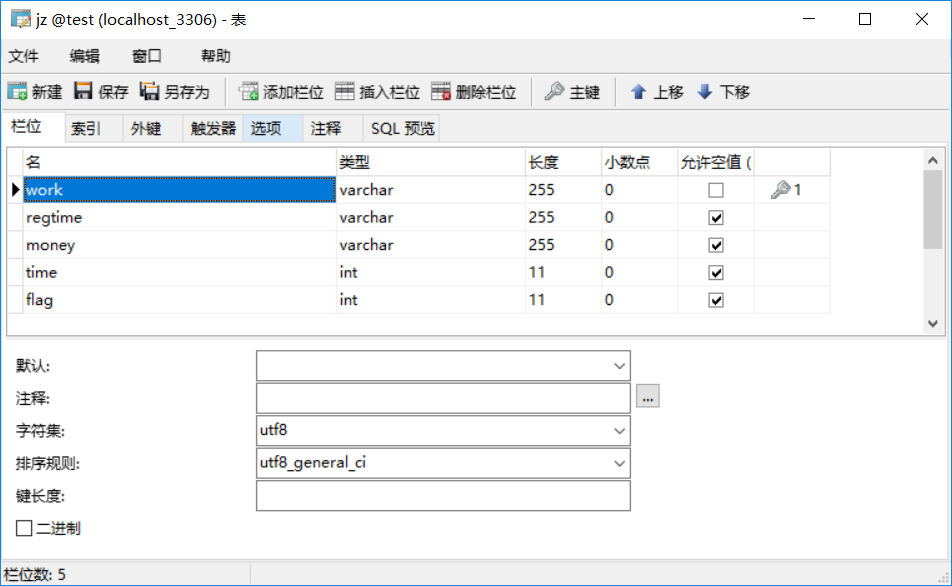 jz @test (localhost_3306) - 表
文件 编辑 窗口 帮助
新建 保存 另存为 添加栏位 插入栏位 删除栏位 主键 上移 下移
栏位 索引 外键 触发器 选项 注释 SQL 预览
名 类型 长度 小数点 允许空值 (
work varchar 255 0 1
regtime varchar 255 0
money varchar 255 0
time int 11 0
flag int 11 0
默认:
注释: ...
字符集: utf8
排序规则: utf8_general_ci
键长度:
二进制
栏位数: 5